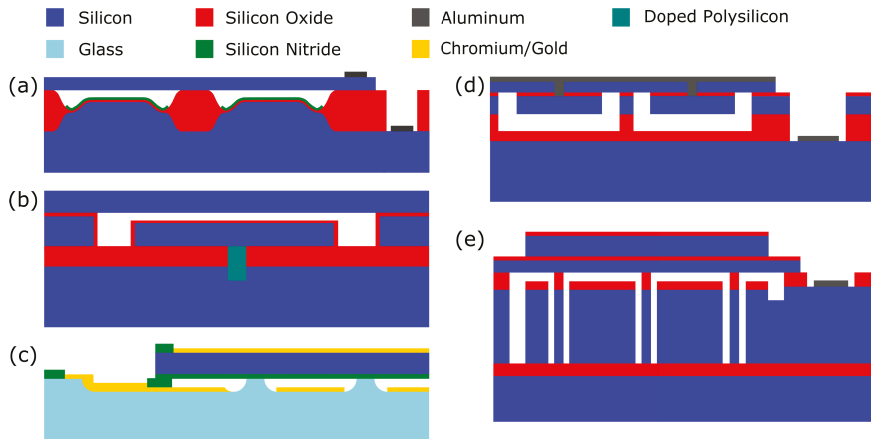 Silicon Silicon Oxide Aluminum Doped Polysilicon
Glass Silicon Nitride Chromium/Gold
(a)
(d)
(b)
(e)
(c)